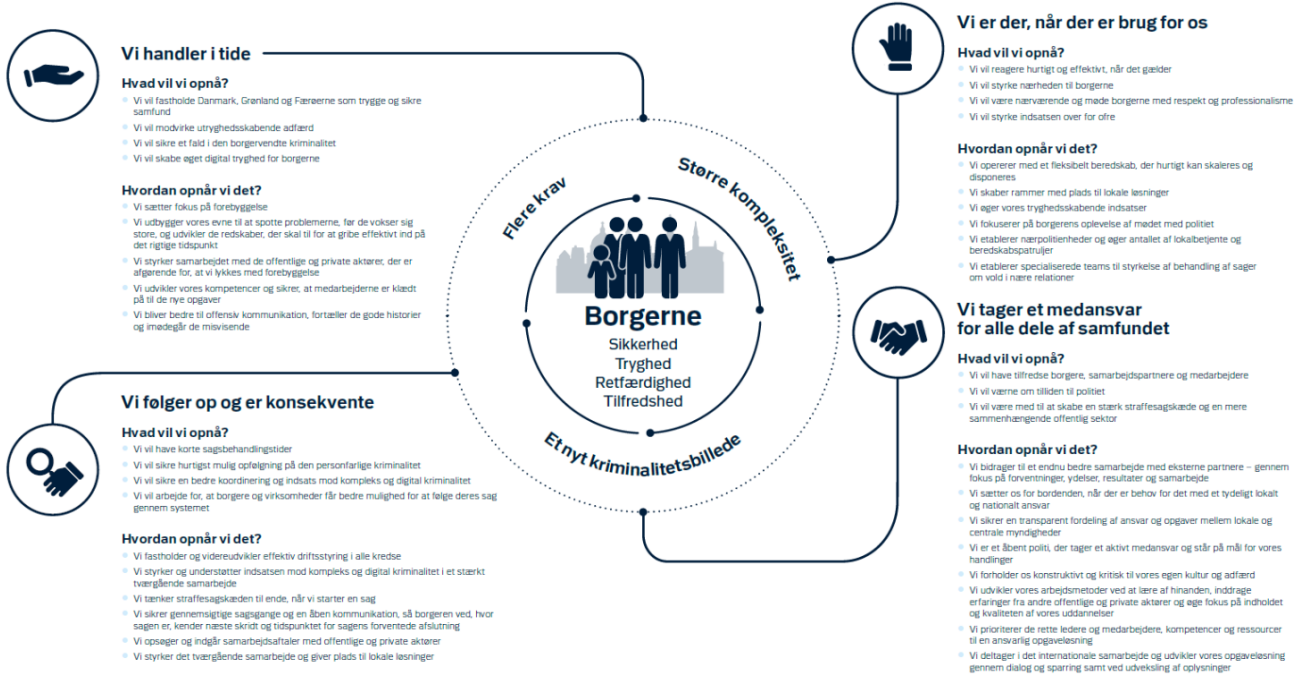 Vi handler i tide
Hvad vil vi opnå?
Vi vil fastholde Danmark, Grønland og Færøerne som trygge og sikre
samfund
Vi vil modvirke utryghedsskabende adfærd
Vi vil sikre et fald i den borgervendte kriminalitet
Vi vil skabe øget digital tryghed for borgerne
Hvordan opnår vi det?
Vi sætter fokus på forebyggelse
Vi udbygger vores evne til at spotte problemerne, før de vokser sig
store, og udvikler de redskaber, der skal til for at gribe effektivt ind på
det rigtige tidspunkt
Vi styrker samarbejdet med de offentlige og private aktører, der er
afgørende for, at vi lykkes med forebyggelse
Vi udvikler vores kompetencer og sikrer, at medarbejderne er klædt
på til de nye opgaver
Vi bliver bedre til offensiv kommunikation, fortæller de gode historier
og imødegår de misvisende
Vi følger op og er konsekvente
Hvad vil vi opnå?
Vi vil have korte sagsbehandlingstider
Vi vil sikre hurtigst mulig opfølgning på den personfarlige kriminalitet
Vi vil sikre en bedre koordinering og indsats mod kompleks og digital kriminalitet
Vi vil arbejde for, at borgere og virksomheder får bedre mulighed for at følge deres sag
gennem systemet
Hvordan opnår vi det?
Vi fastholder og videreudvikler effektiv driftsstyring i alle kredse
Vi styrker og understøtter indsatsen mod kompleks og digital kriminalitet i et stærkt
tværgående samarbejde
Vi tænker straffesagskæden til ende, når vi starter en sag
Vi sikrer gennemsigtige sagsgange og en åben kommunikation, så borgeren ved, hvor
sagen er, kender næste skridt og tidspunktet for sagens forventede afslutning
Vi opsøger og indgår samarbejdsaftaler med offentlige og private aktører
Vi styrker det tværgående samarbejde og giver plads til lokale løsninger
Flere krav
Større kompleksitet
Et nyt kriminalitetsbillede
Borgerne
Sikkerhed
Tryghed
Retfærdighed
Tilfredshed
Vi er der, når der er brug for os
Hvad vil vi opnå?
Vi vil reagere hurtigt og effektivt, når det gælder
Vi vil styrke nærheden til borgerne
Vi vil være nærværende og møde borgerne med respekt og professionalisme
Vi vil styrke indsatsen over for ofre
Hvordan opnår vi det?
Vi opererer med et fleksibelt beredskab, der hurtigt kan skaleres og
disponeres
Vi skaber rammer med plads til lokale løsninger
Vi øger vores tryghedsskabende indsatser
Vi fokuserer på borgerens oplevelse af mødet med politiet
Vi etablerer nærpolitienheder og øger antallet af lokalbetjente og
beredskabspatruljer
Vi etablerer specialiserede teams til styrkelse af behandling af sager
om vold i nære relationer
Vi tager et medansvar
for alle dele af samfundet
Hvad vil vi opnå?
Vi vil have tilfredse borgere, samarbejdspartnere og medarbejdere
Vi vil værne om tilliden til politiet
Vi vil være med til at skabe en stærk straffesagskæde og en mere
sammenhængende offentlig sektor
Hvordan opnår vi det?
Vi bidrager til et endnu bedre samarbejde med eksterne partnere – gennem
fokus på forventninger, ydelser, resultater og samarbejde
Vi sætter os for bordenden, når der er behov for det med et tydeligt lokalt
og nationalt ansvar
Vi sikrer en transparent fordeling af ansvar og opgaver mellem lokale og
centrale myndigheder
Vi er et åbent politi, der tager et aktivt medansvar og står på mål for vores
handlinger
Vi forholder os konstruktivt og kritisk til vores egen kultur og adfærd
Vi udvikler vores arbejdsmetoder ved at lære af hinanden, inddrage
erfaringer fra andre offentlige og private aktører og øge fokus på indholdet
og kvaliteten af vores uddannelser
Vi prioriterer de rette ledere og medarbejdere, kompetencer og ressourcer
til en ansvarlig opgaveløsning
Vi deltager i det internationale samarbejde og udvikler vores opgaveløsning
gennem dialog og sparring samt ved udveksling af oplysninger